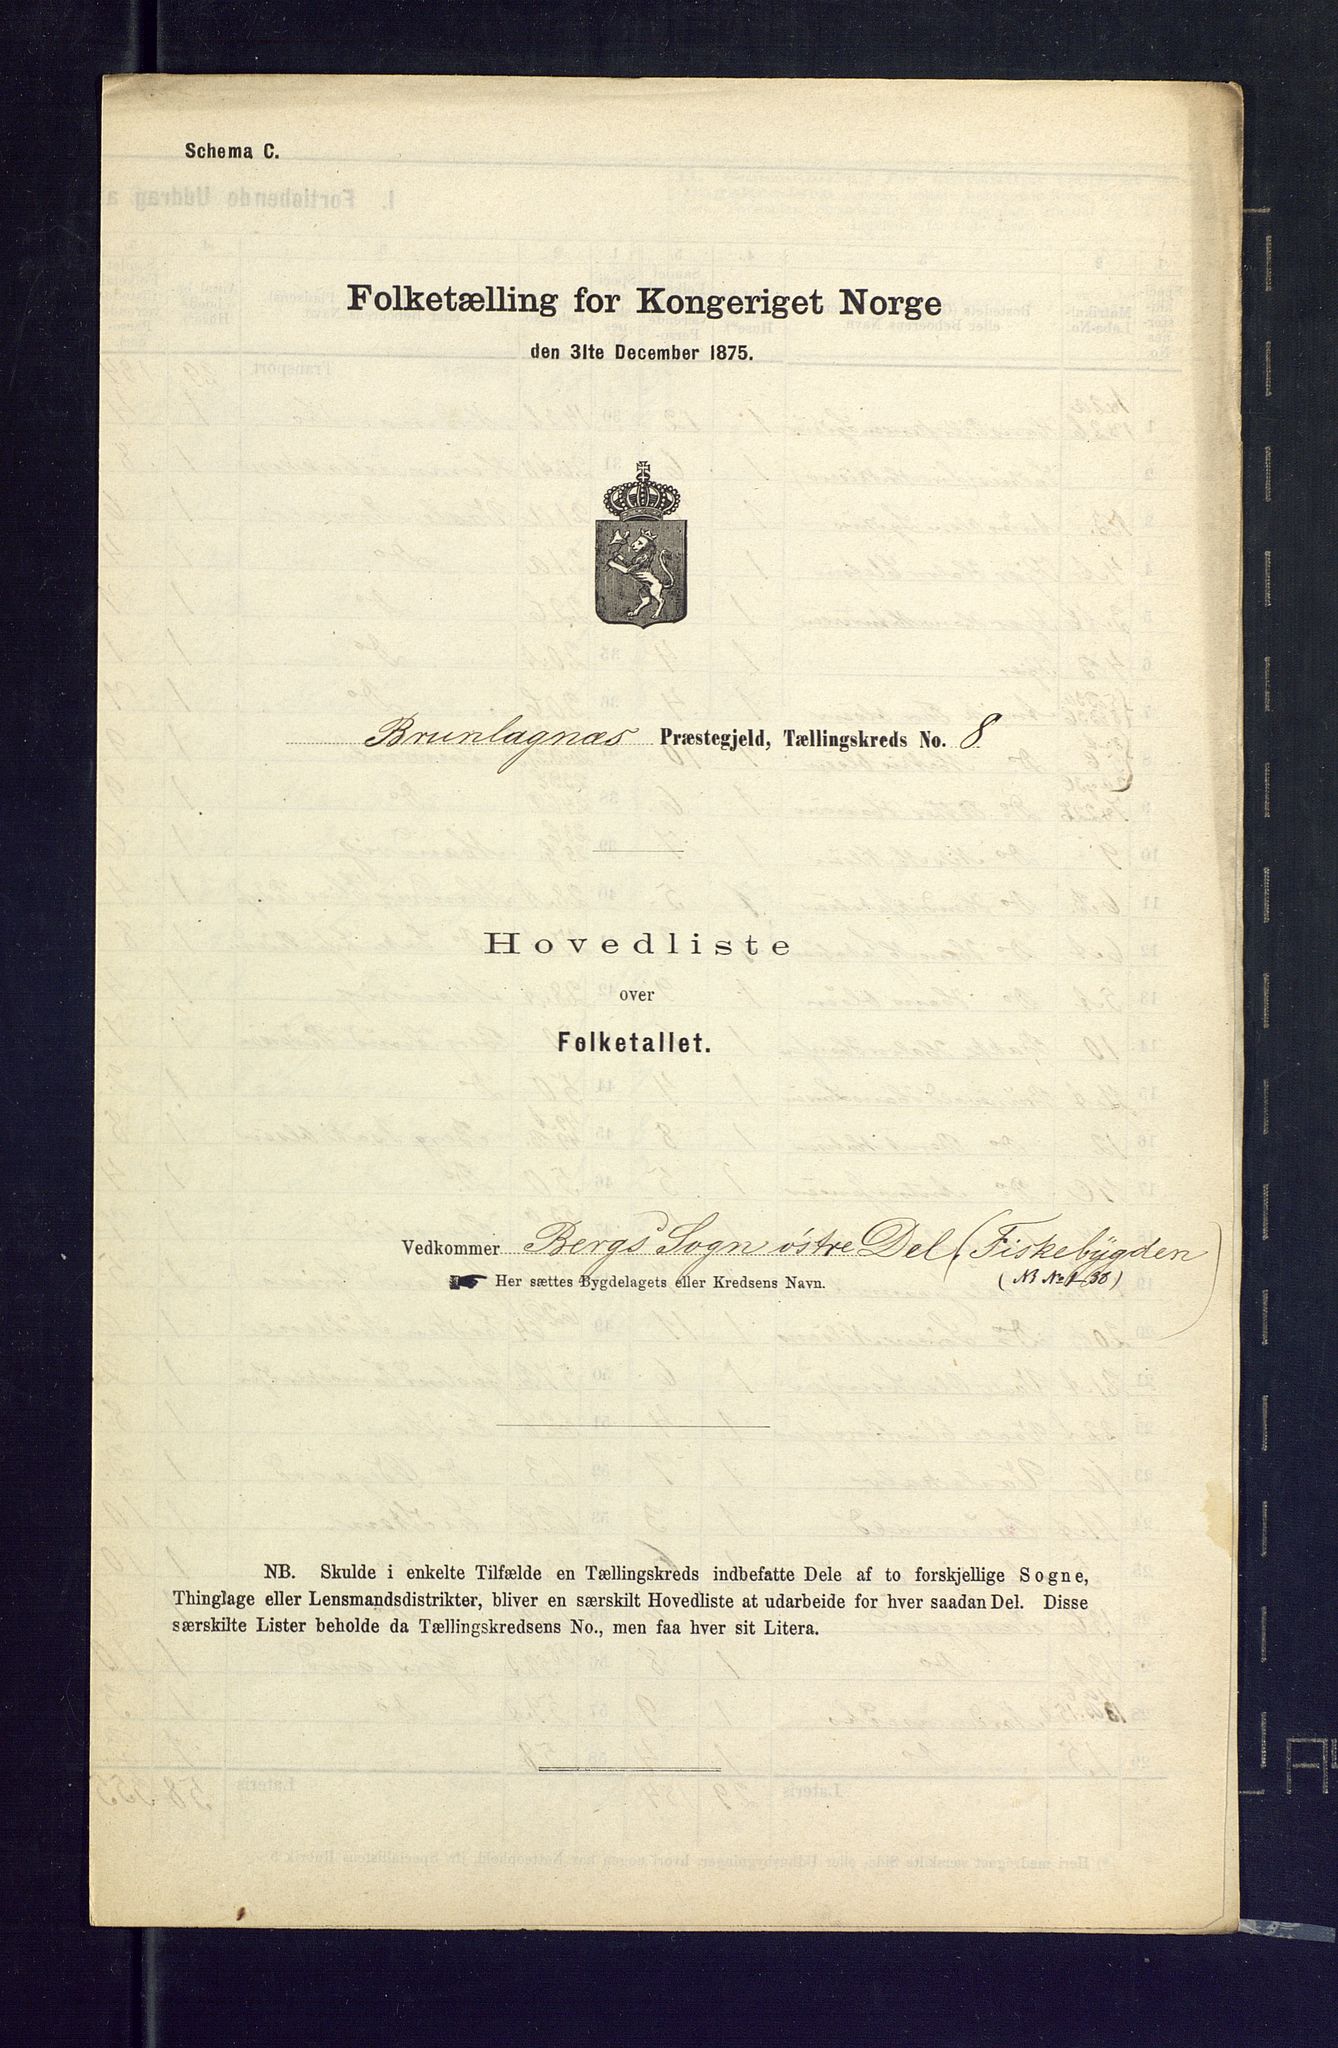 Schema C.
Folketælling for Kongeriget Norge
den 31te December 1875.
Brunlagnæs Præstegjeld, Tællingskreds No. 8
Hovedliste
over
Folketallet.
Vedkommer Bergs Sogn østre Del (Fiskebygden
Her sættes Bygdelagets eller Kredsens Navn.
NB. Skulde i enkelte Tilfælde en Tællingskreds indbefatte Dele af to forskjellige Sogne,
Thinglage eller Lensmandsdistrikter, bliver en særskilt Hovedliste at udarbeide for hver saadan Del. Disse
særskilte Lister beholde da Tællingskredsens No., men faa hver sit Litera.